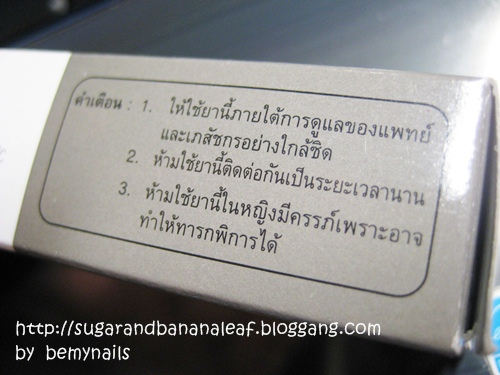 คำเตือน : 1. ให้ใช้ยานี้ภายใต้การดูแลของแพทย์
และเภสัชกรอย่างใกล้ชิด
2. ห้ามใช้ยานี้ติดต่อกันเป็นระยะเวลานาน
3. ห้ามใช้ยานี้ในหญิงมีครรภ์เพราะอาจ
ทำให้ทารกพิการได้
http://sugarandbananaleaf.bloggang.com
by bemynails